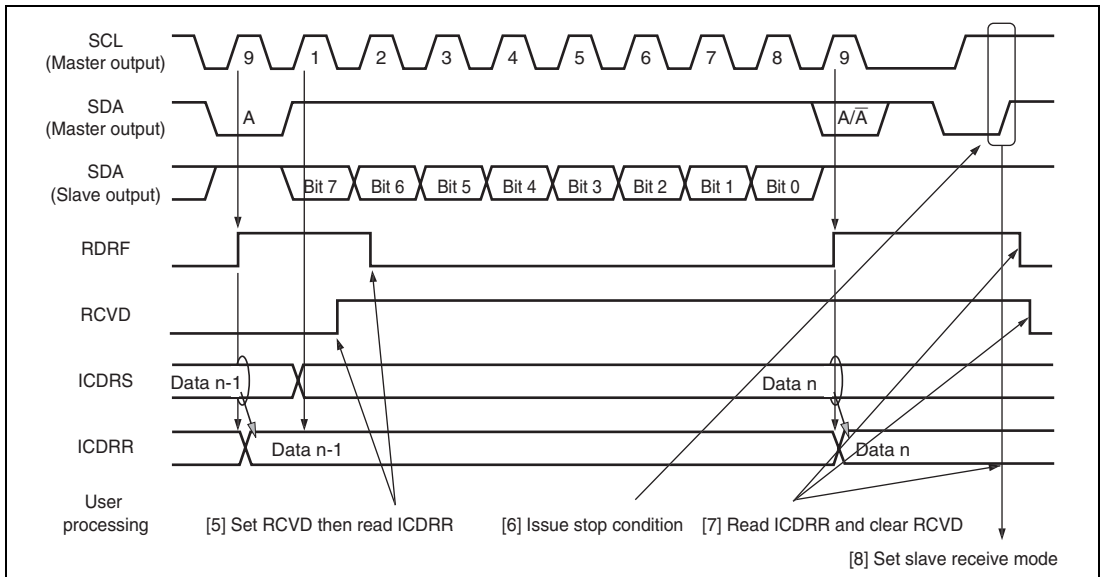 SCL
(Master output)
9 1 2 3 4 5 6 7 8 9
SDA
(Master output)
A A/A̅
SDA
(Slave output)
Bit 7 Bit 6 Bit 5 Bit 4 Bit 3 Bit 2 Bit 1 Bit 0
RDRF
RCVD
ICDRS
Data n-1 Data n
ICDRR
Data n-1 Data n
User
processing
[5] Set RCVD then read ICDRR [6] Issue stop condition [7] Read ICDRR and clear RCVD
[8] Set slave receive mode